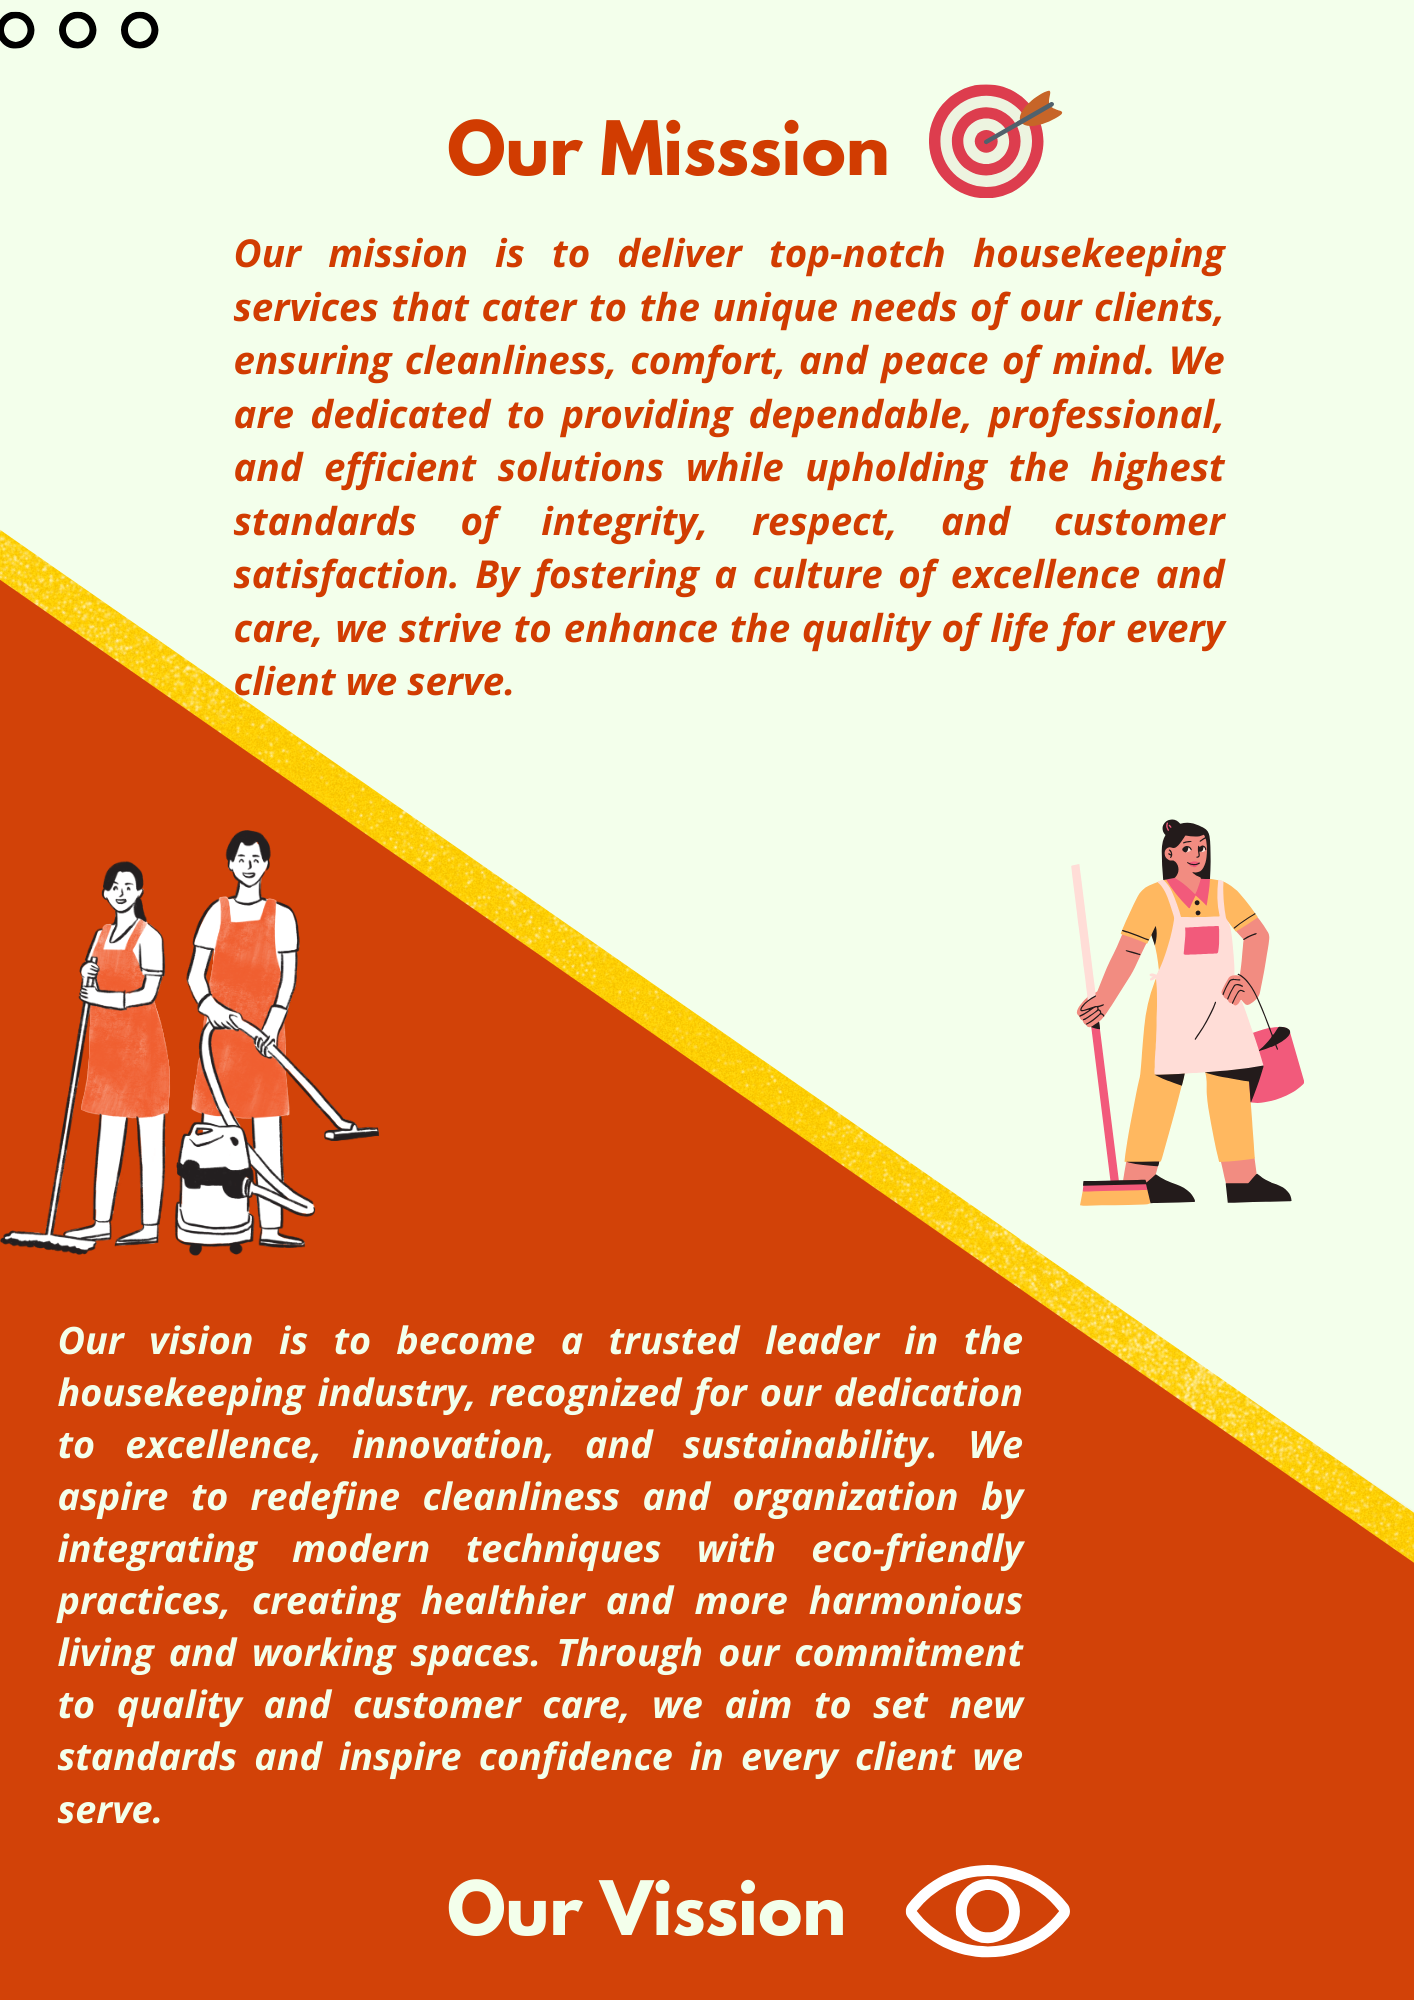 Our Misssion
Our mission is to deliver top-notch housekeeping
services that cater to the unique needs of our clients,
ensuring cleanliness, comfort, and peace of mind. We
are dedicated to providing dependable, professional,
and efficient solutions while upholding the highest
standards of integrity, respect, and customer
satisfaction. By fostering a culture of excellence and
care, we strive to enhance the quality of life for every
client we serve.
Our vision is to become a trusted leader in the
housekeeping industry, recognized for our dedication
to excellence, innovation, and sustainability. We
aspire to redefine cleanliness and organization by
integrating modern techniques with eco-friendly
practices, creating healthier and more harmonious
living and working spaces. Through our commitment
to quality and customer care, we aim to set new
standards and inspire confidence in every client we
serve.
Our Vission